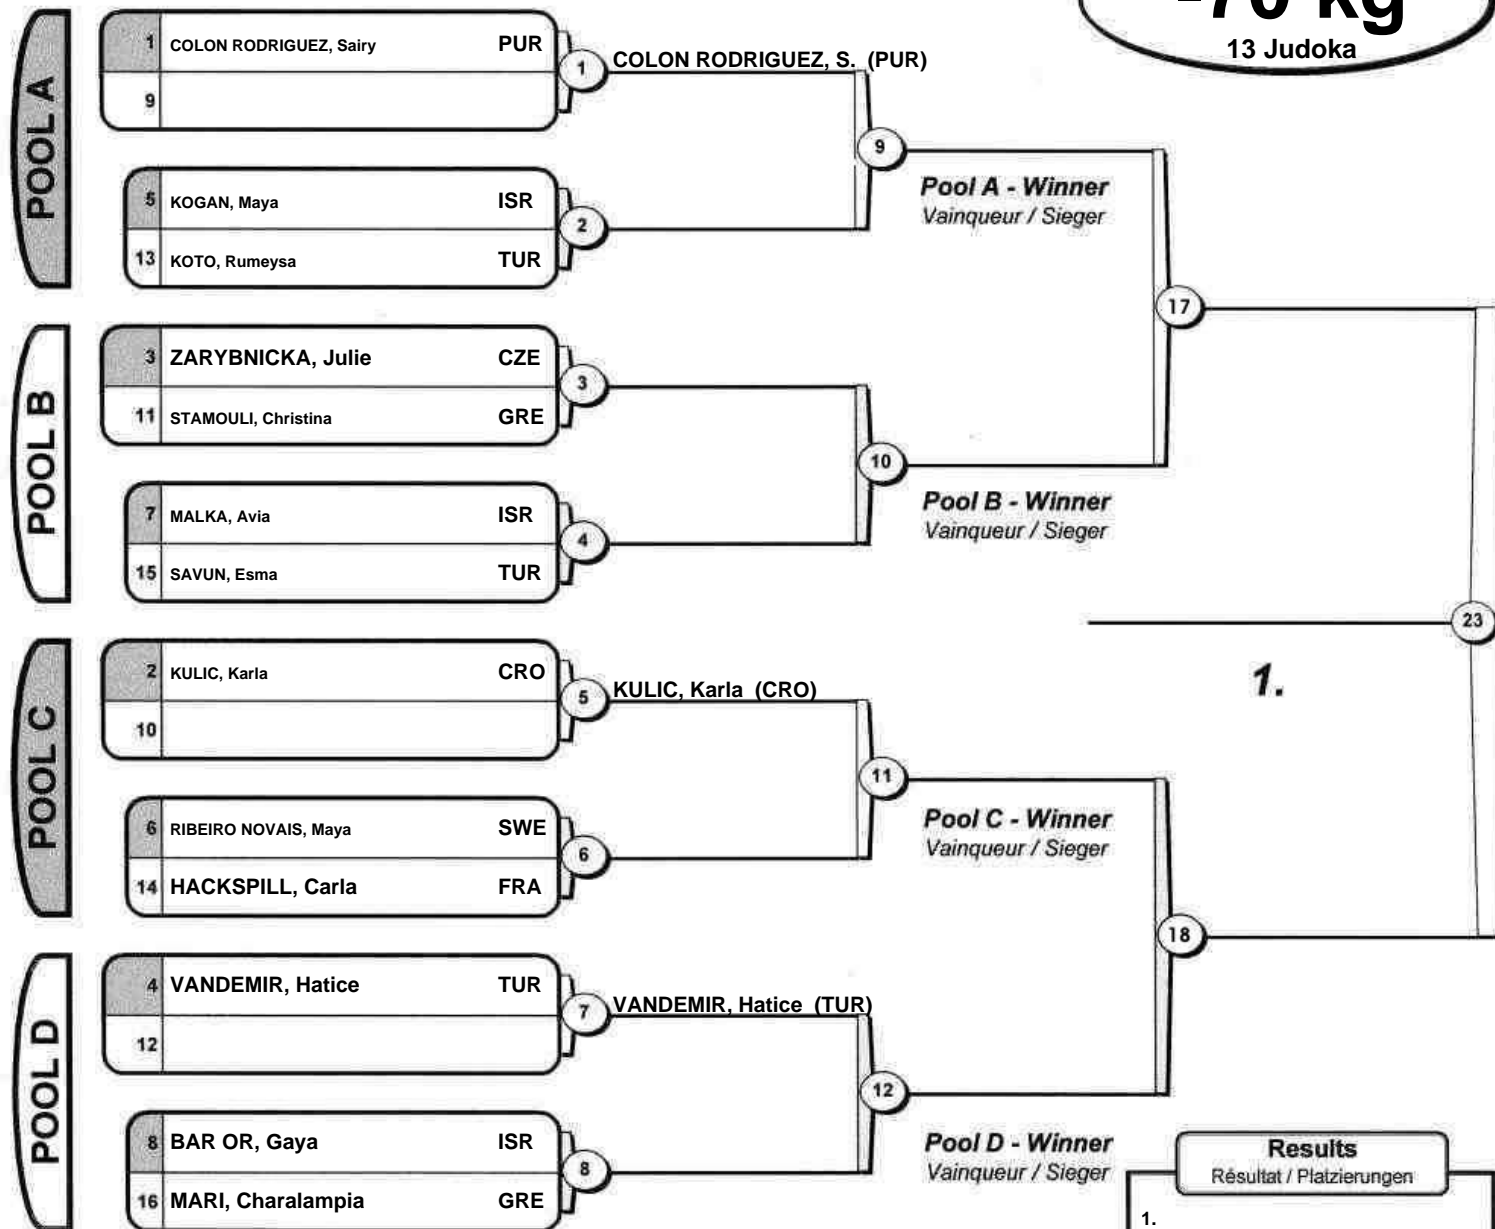 -70 kg
13 Judoka
POOL A
1 COLON RODRIGUEZ, Sairy PUR
9
1
COLON RODRIGUEZ, S. (PUR)
5 KOGAN, Maya ISR
13 KOTO, Rumeysa TUR
2
9
Pool A - Winner
Vainqueur / Sieger
17
POOL B
3 ZARYBNICKA, Julie CZE
11 STAMOULI, Christina GRE
3
7 MALKA, Avia ISR
15 SAVUN, Esma TUR
4
10
Pool B - Winner
Vainqueur / Sieger
23
1.
POOL C
2 KULIC, Karla CRO
10
5
KULIC, Karla (CRO)
6 RIBEIRO NOVAIS, Maya SWE
14 HACKSPILL, Carla FRA
6
11
Pool C - Winner
Vainqueur / Sieger
18
POOL D
4 VANDEMIR, Hatice TUR
12
7
VANDEMIR, Hatice (TUR)
8 BAR OR, Gaya ISR
16 MARI, Charalampia GRE
8
12
Pool D - Winner
Vainqueur / Sieger
Results
Résultat / Platzierungen
1.